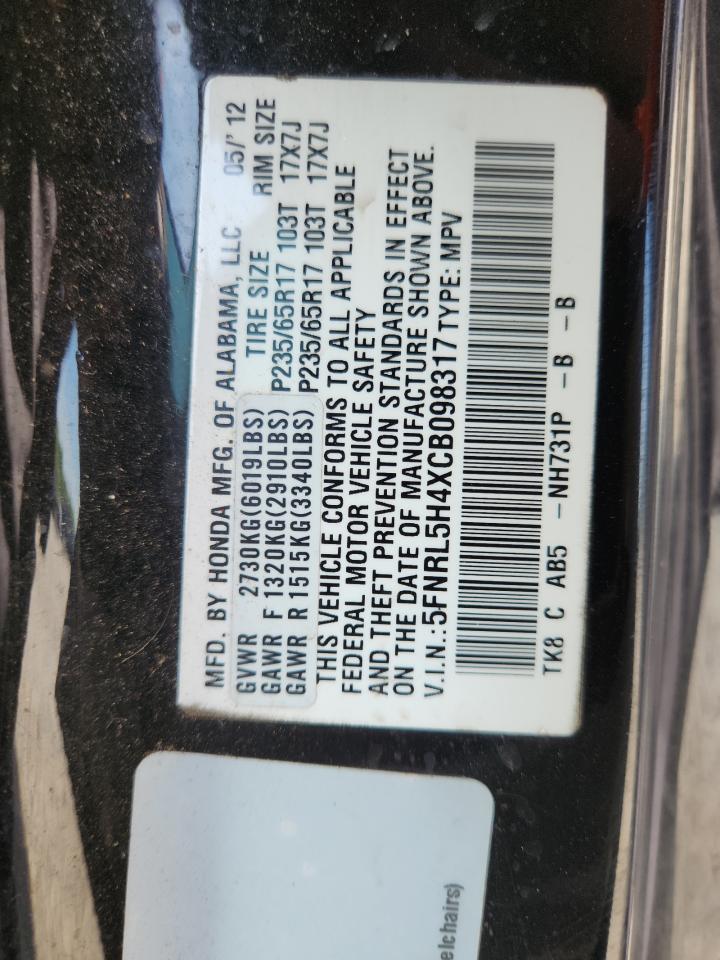 MFD. BY HONDA MFG. OF ALABAMA, LLC 05/'12
GVWR 2730KG(6019LBS) TIRE SIZE RIM SIZE
GAWR F 1320KG(2910LBS) P235/65R17 103T 17X7J
GAWR R 1515KG(3340LBS) P235/65R17 103T 17X7J
THIS VEHICLE CONFORMS TO ALL APPLICABLE
FEDERAL MOTOR VEHICLE SAFETY
AND THEFT PREVENTION STANDARDS IN EFFECT
ON THE DATE OF MANUFACTURE SHOWN ABOVE.
V.I.N.:5FNRL5H4XCB098317 TYPE: MPV
TK8 C AB5 -NH731P -B -B
elchairs)